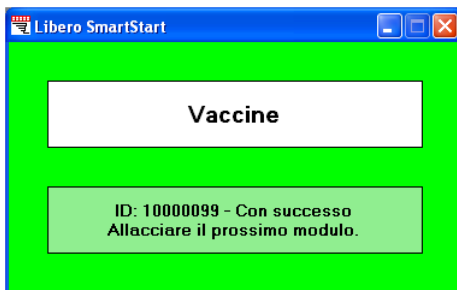 Libero SmartStart
Vaccine
ID: 10000099 - Con successo
Allacciare il prossimo modulo.